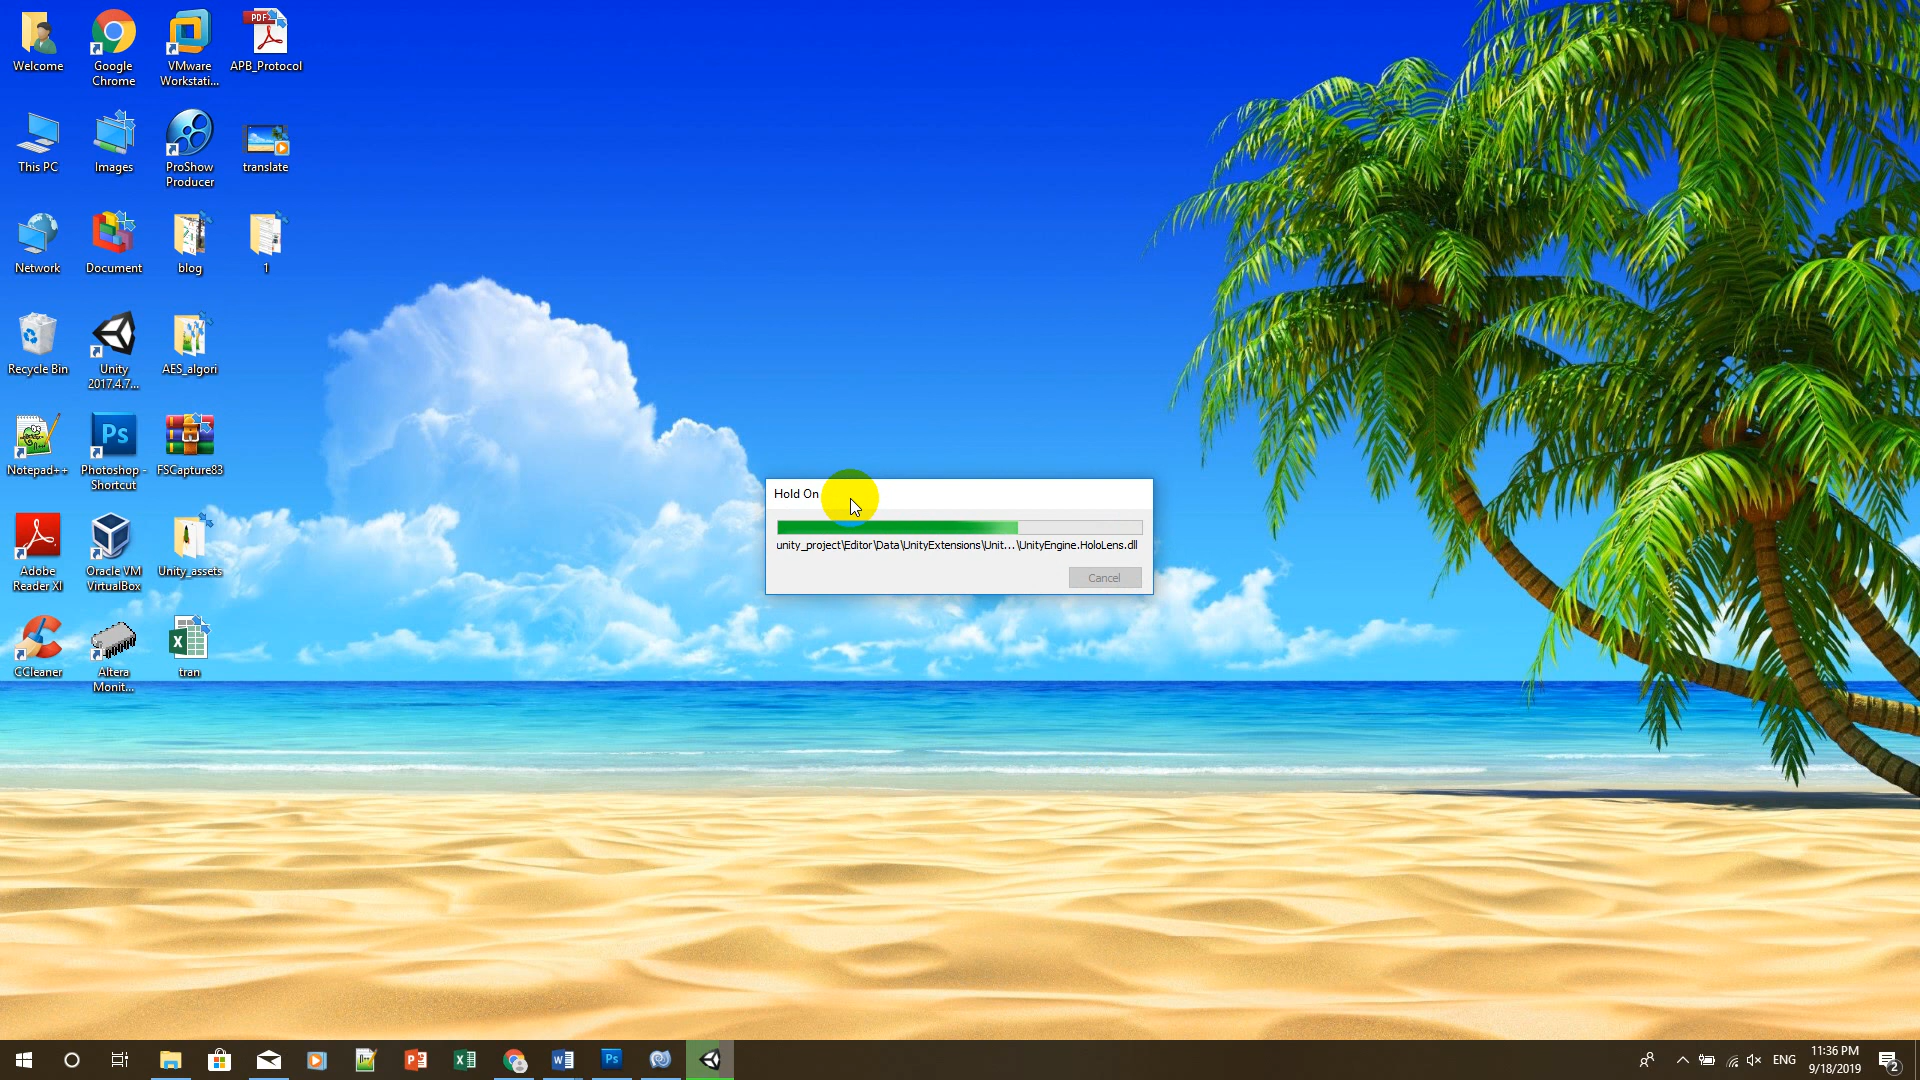 Welcome
Google
Chrome
VMware
Workstati...
PDF
APB_Protocol
This PC
Images
ProShow
Producer
translate
Network
Document
blog
1
Recycle Bin
Unity
2017.4.7...
AES_algori
Notepad++
Ps
Photoshop -
Shortcut
FSCapture83
Adobe
Reader XI
Oracle VM
VirtualBox
Unity_assets
CCleaner
Altera
Monit...
X
tran
Hold On
unity_project\Editor\Data\UnityExtensions\Unit...\UnityEngine.HoloLens.dll
Cancel
Ps
ENG
11:36 PM
9/18/2019
2